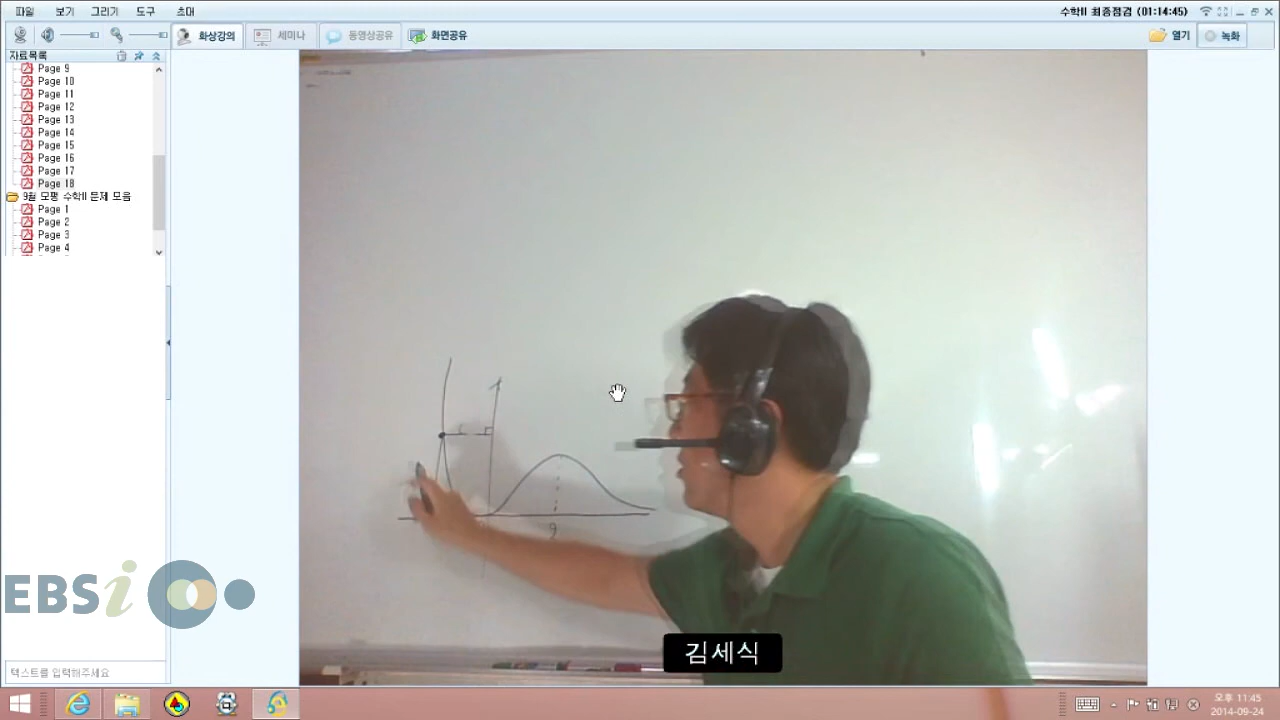 파일 보기 그리기 도구 초대
수학II 최종점검 (01:14:45)
화상강의 세미나 동영상공유 화면공유
열기 녹화
자료목록
Page 9
Page 10
Page 11
Page 12
Page 13
Page 14
Page 15
Page 16
Page 17
Page 18
9월 모평 수학II 문제 모음
Page 1
Page 2
Page 3
Page 4
9
EBSi
김세식
텍스트를 입력해주세요
오후 11:45
2014-09-24